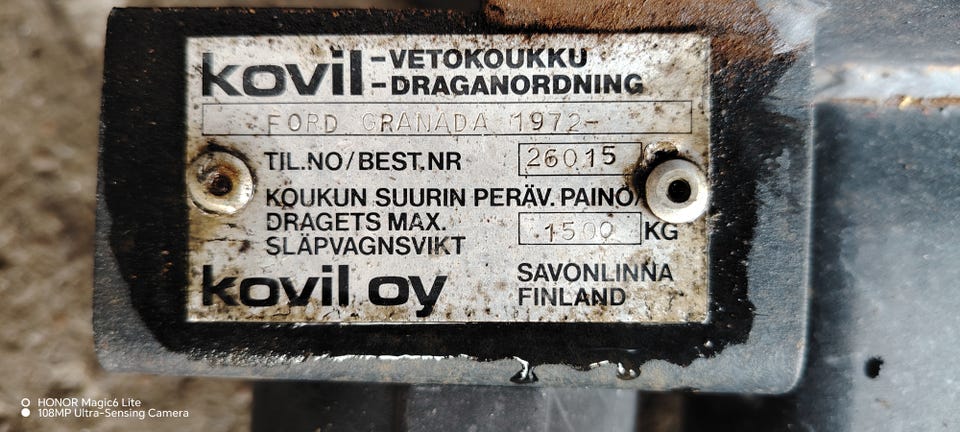 kovil -VETOKOUKKU
-DRAGANORDNING
FORD GRANADA 1972-
TIL.NO/BEST.NR 26015
KOUKUN SUURIN PERÄV. PAINO/
DRAGETS MAX.
SLÄPVAGNSVIKT 1500 KG
kovil oy SAVONLINNA
FINLAND
HONOR Magic6 Lite
108MP Ultra-Sensing Camera